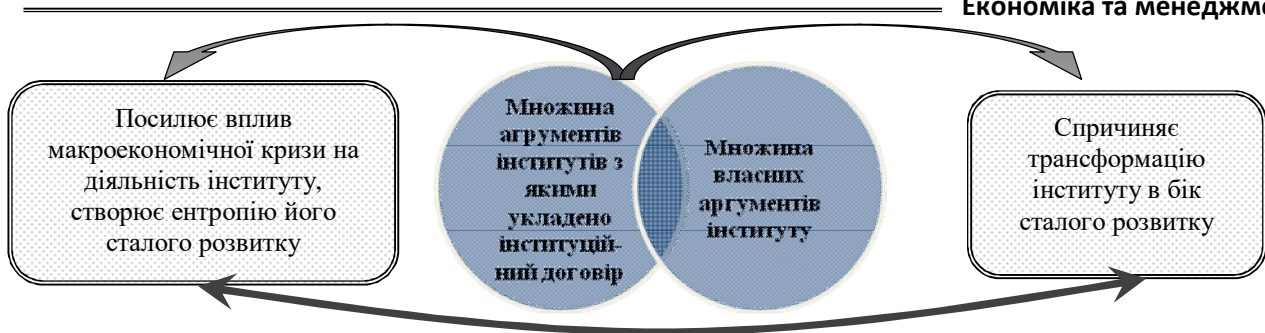 Економіка та менеджме
Посилює вплив
макроекономічної кризи на
діяльність інституту,
створює ентропію його
сталого розвитку
Множина
агрументів
інститутів з
якими
укладено
інституцій-
ний договір
Множина
власних
аргументів
інституту
Спричиняє
трансформацію
інституту в бік
сталого розвитку